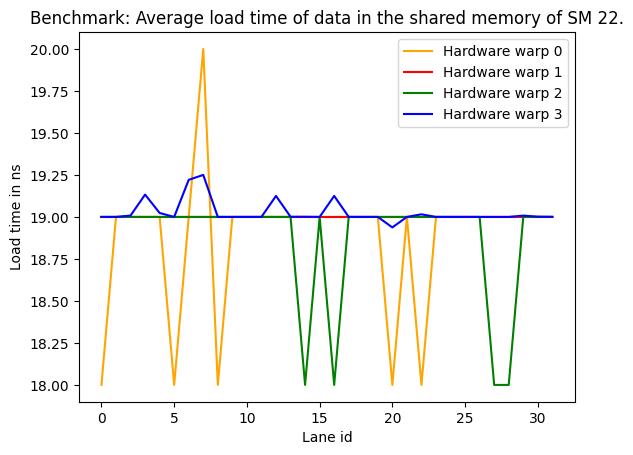 Benchmark: Average load time of data in the shared memory of SM 22.
Hardware warp 0
Hardware warp 1
Hardware warp 2
Hardware warp 3
Load time in ns
20.00
19.75
19.50
19.25
19.00
18.75
18.50
18.25
18.00
0 5 10 15 20 25 30
Lane id